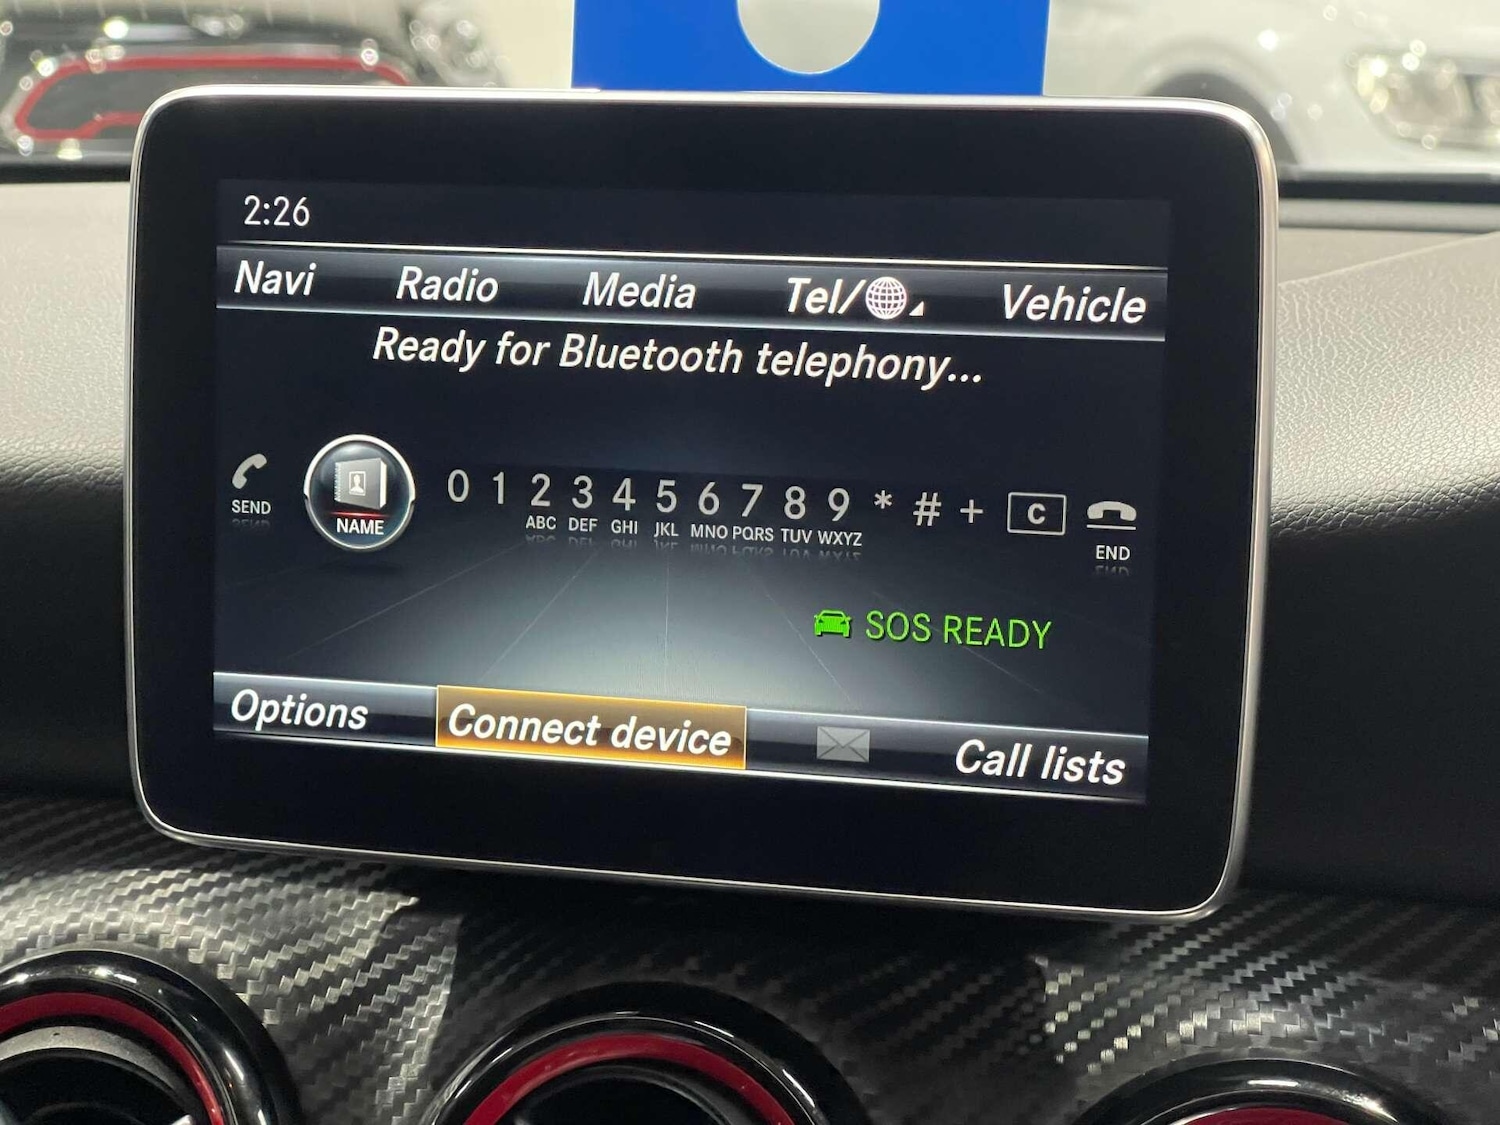 2:26
Navi Radio Media Tel/ Vehicle
Ready for Bluetooth telephony...
0 1 2 3 4 5 6 7 8 9 * # + C
SEND NAME ABC DEF GHI JKL MNO PQRS TUV WXYZ END
SOS READY
Options Connect device Call lists